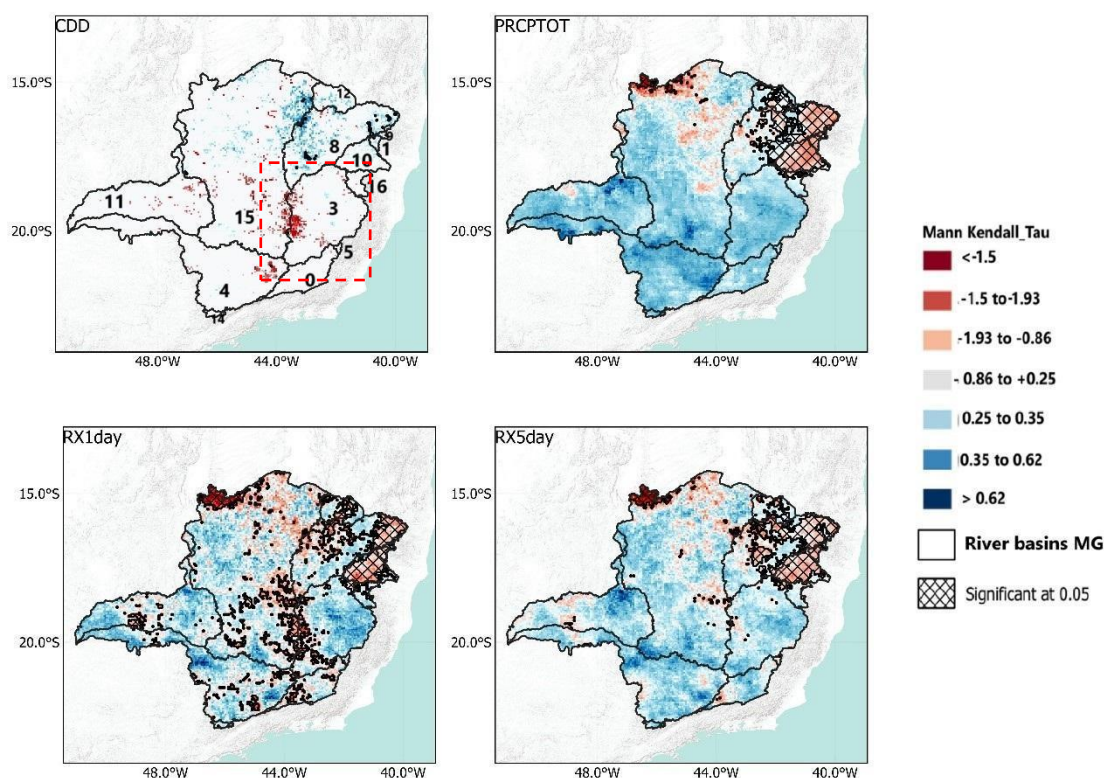 CDD
PRCPTOT
15.0°S
15.0°S
12
9
8
1
10
16
11
3
15
20.0°S
20.0°S
5
0
4
14
48.0°W 44.0°W 40.0°W
48.0°W 44.0°W 40.0°W
Mann Kendall_Tau
<-1.5
-1.5 to-1.93
-1.93 to -0.86
- 0.86 to +0.25
0.25 to 0.35
0.35 to 0.62
> 0.62
River basins MG
Significant at 0.05
RX1day
RX5day
15.0°S
15.0°S
20.0°S
20.0°S
48.0°W 44.0°W 40.0°W
48.0°W 44.0°W 40.0°W